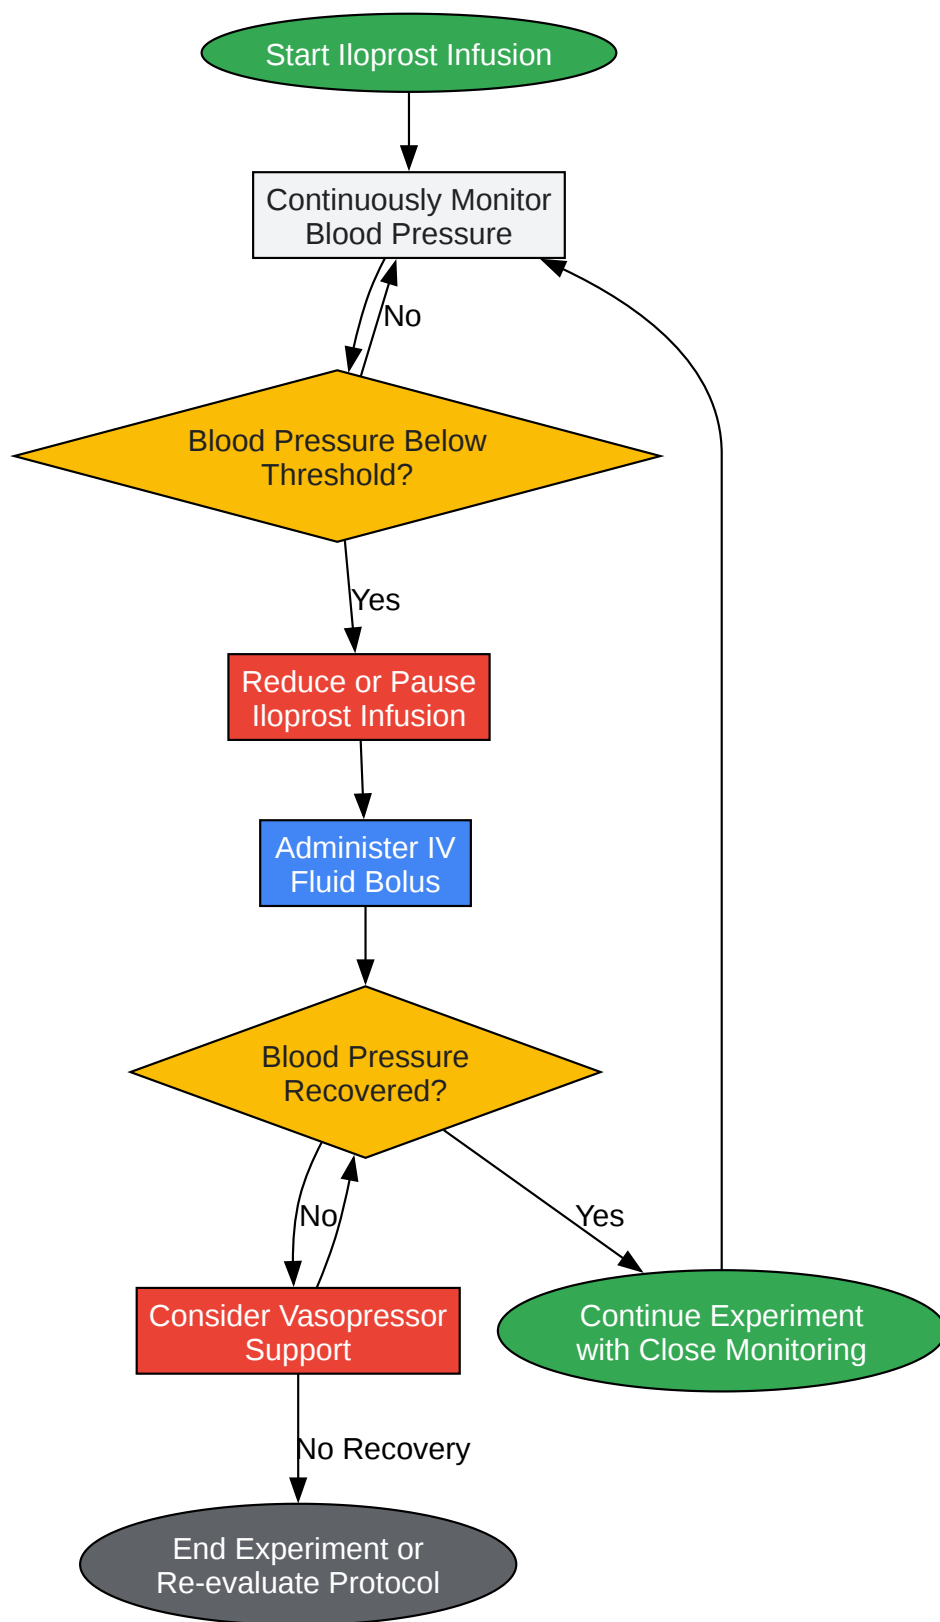 Start Iloprost Infusion
Continuously Monitor
Blood Pressure
No
Blood Pressure Below
Threshold?
Yes
Reduce or Pause
Iloprost Infusion
Administer IV
Fluid Bolus
Blood Pressure
Recovered?
No
Yes
Consider Vasopressor
Support
Continue Experiment
with Close Monitoring
No Recovery
End Experiment or
Re-evaluate Protocol